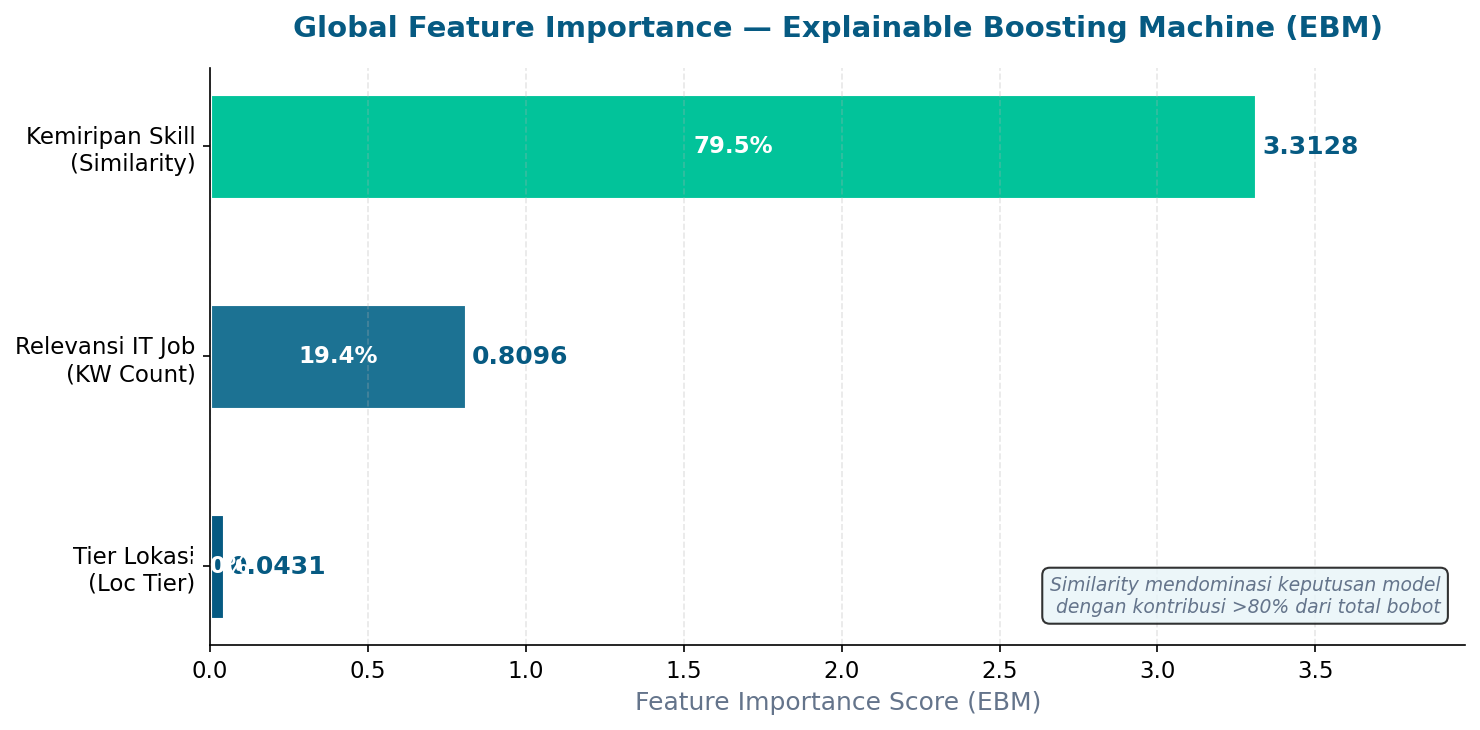 Global Feature Importance — Explainable Boosting Machine (EBM)
Kemiripan Skill
(Similarity)
79.5%
3.3128
Relevansi IT Job
(KW Count)
19.4%
0.8096
Tier Lokasi
(Loc Tier)
0.0431
Similarity mendominasi keputusan model
dengan kontribusi >80% dari total bobot
0.0 0.5 1.0 1.5 2.0 2.5 3.0 3.5
Feature Importance Score (EBM)